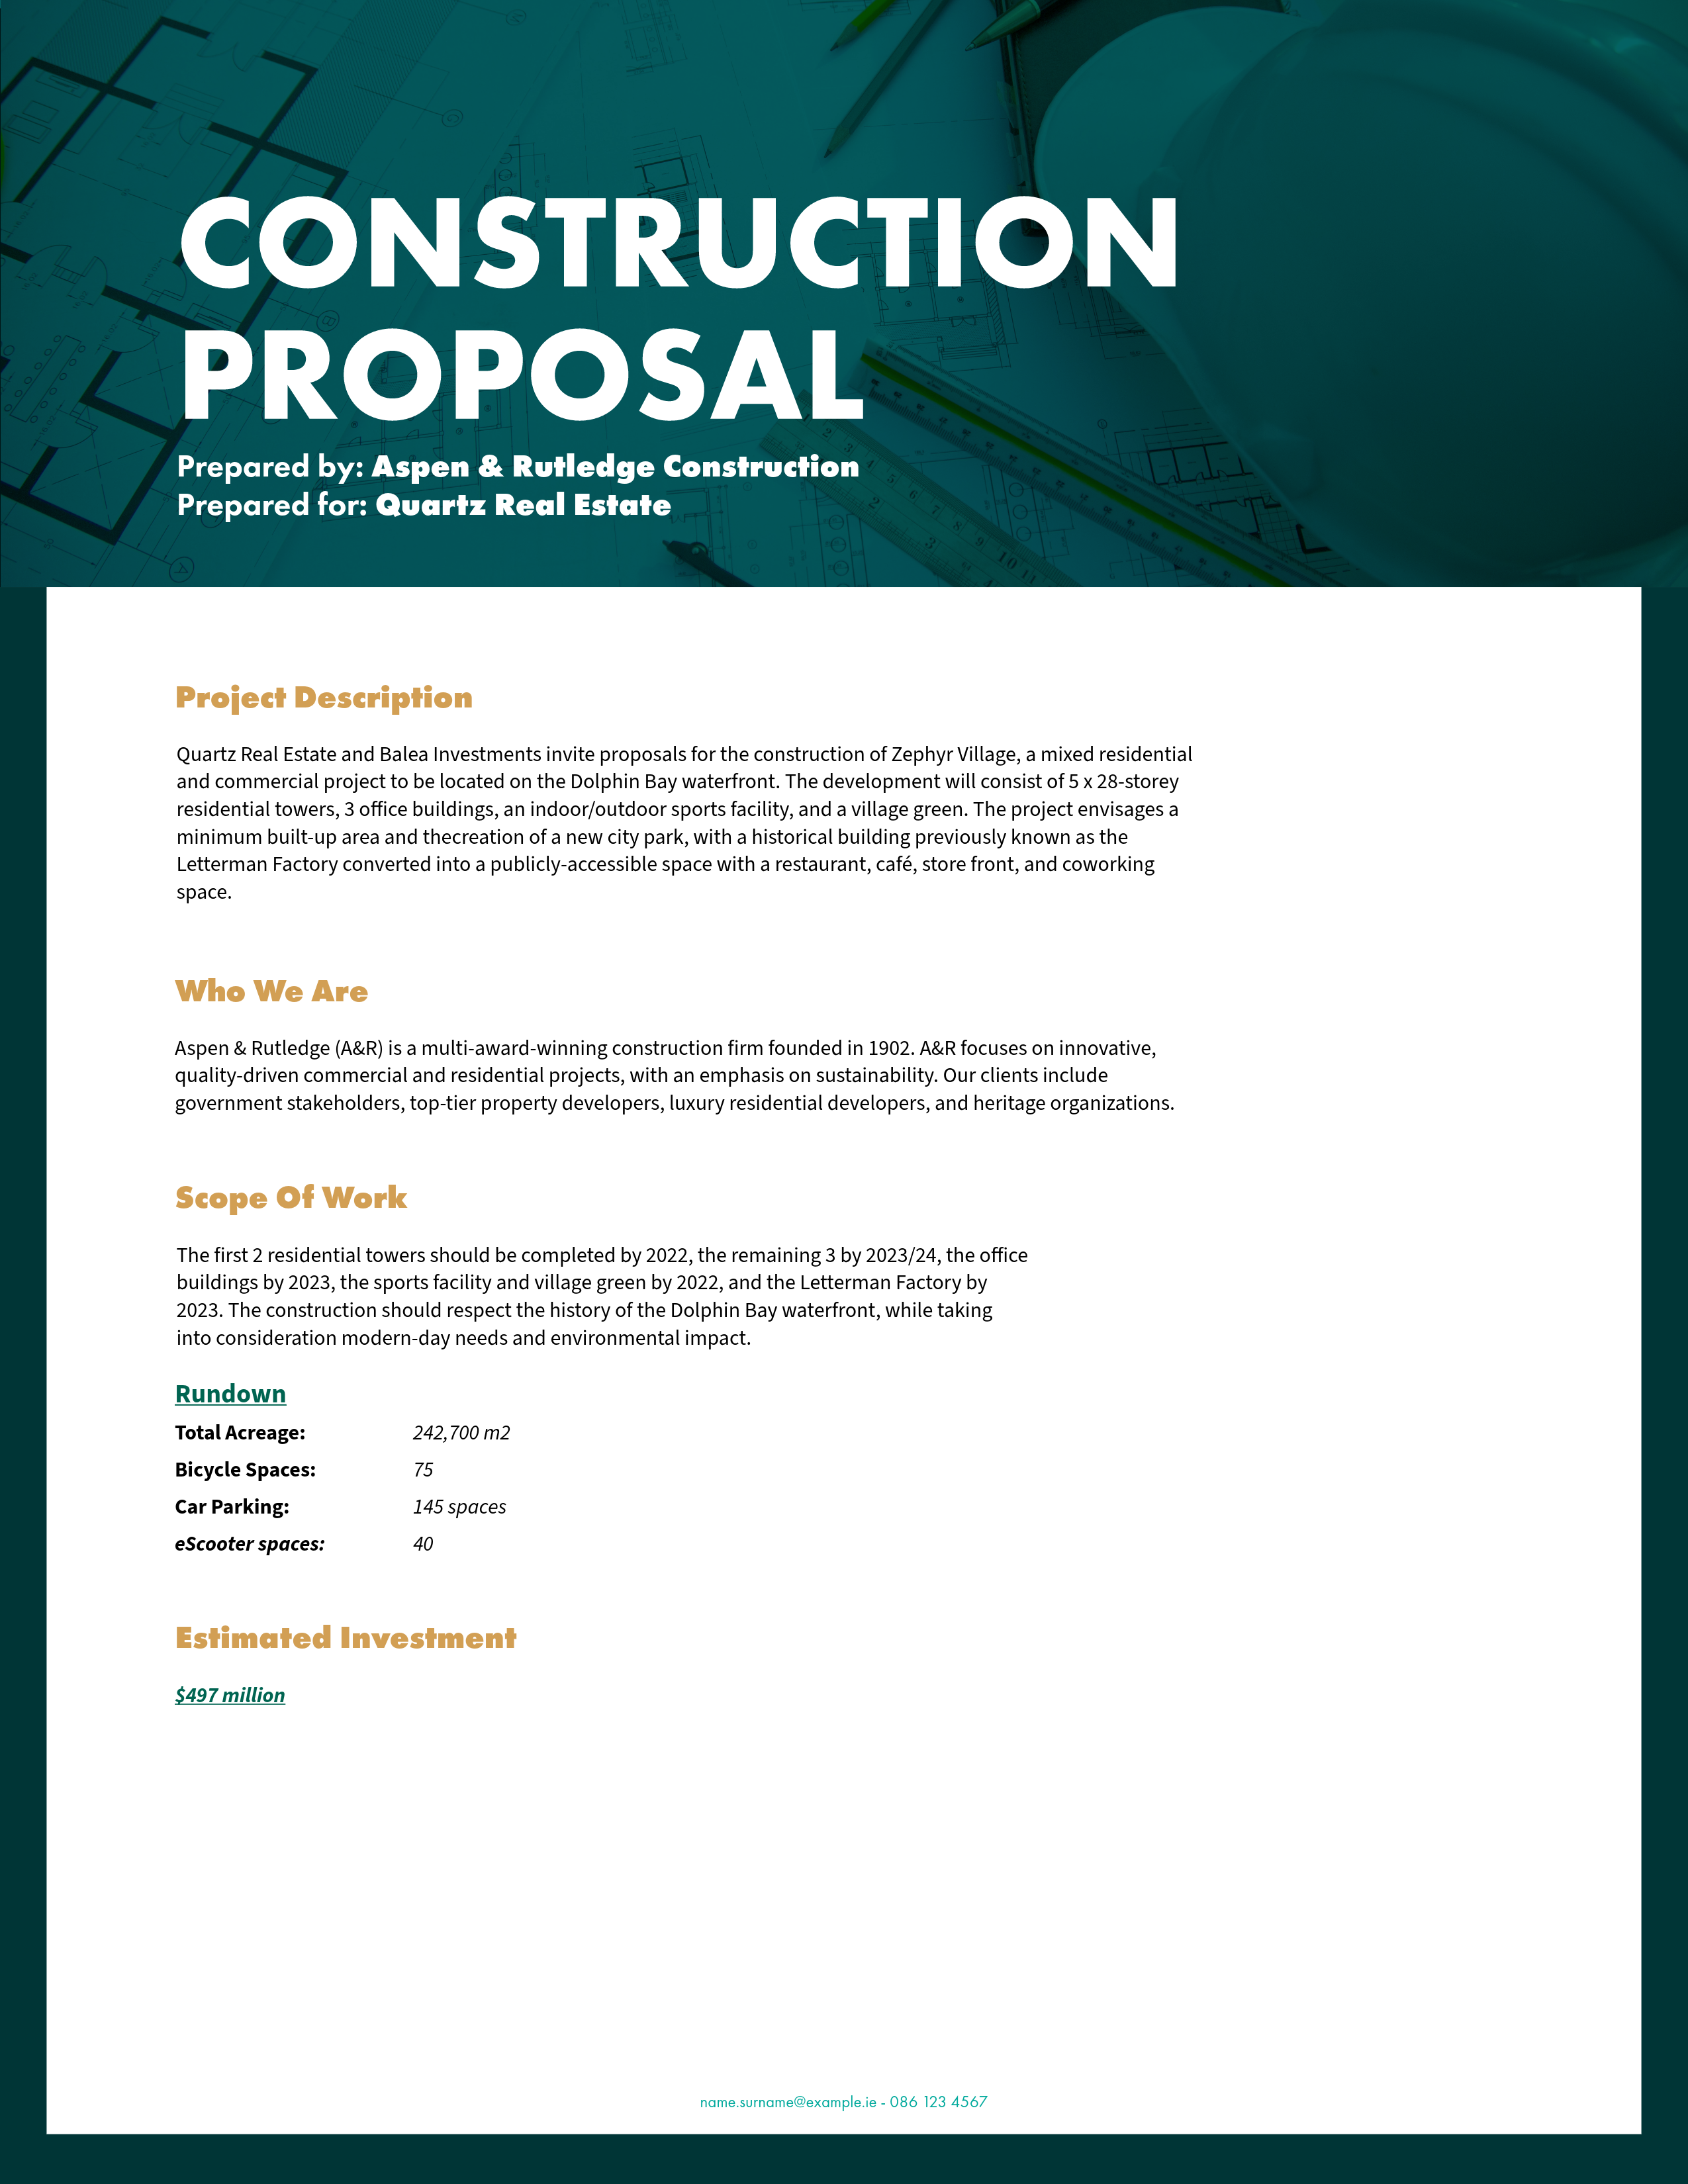 CONSTRUCTION
PROPOSAL
Prepared by: Aspen & Rutledge Construction
Prepared for: Quartz Real Estate
Project Description
Quartz Real Estate and Balea Investments invite proposals for the construction of Zephyr Village, a mixed residential
and commercial project to be located on the Dolphin Bay waterfront. The development will consist of 5 x 28-storey
residential towers, 3 office buildings, an indoor/outdoor sports facility, and a village green. The project envisages a
minimum built-up area and thecreation of a new city park, with a historical building previously known as the
Letterman Factory converted into a publicly-accessible space with a restaurant, café, store front, and coworking
space.
Who We Are
Aspen & Rutledge (A&R) is a multi-award-winning construction firm founded in 1902. A&R focuses on innovative,
quality-driven commercial and residential projects, with an emphasis on sustainability. Our clients include
government stakeholders, top-tier property developers, luxury residential developers, and heritage organizations.
Scope Of Work
The first 2 residential towers should be completed by 2022, the remaining 3 by 2023/24, the office
buildings by 2023, the sports facility and village green by 2022, and the Letterman Factory by
2023. The construction should respect the history of the Dolphin Bay waterfront, while taking
into consideration modern-day needs and environmental impact.
Rundown
Total Acreage: 242,700 m2
Bicycle Spaces: 75
Car Parking: 145 spaces
eScooter spaces: 40
Estimated Investment
$497 million
name.surname@example.ie - 086 123 4567